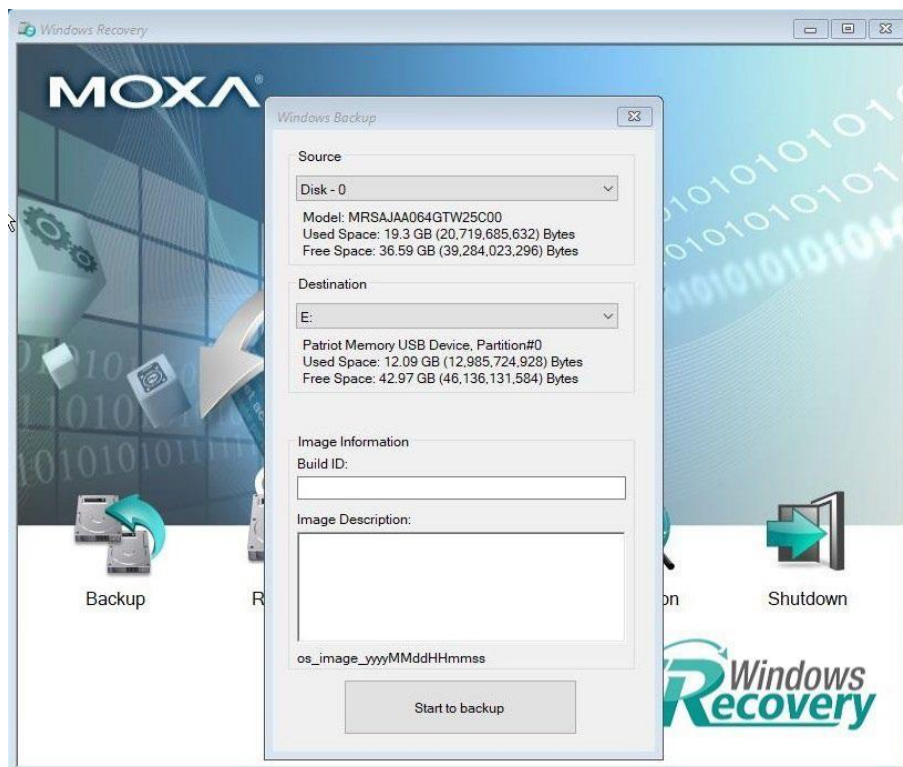 Windows Recovery
MOXA®
Windows Backup
Source
Disk - 0
Model: MRSAJAA064GTW25C00
Used Space: 19.3 GB (20,719,685,632) Bytes
Free Space: 36.59 GB (39,284,023,296) Bytes
Destination
E:
Patriot Memory USB Device, Partition#0
Used Space: 12.09 GB (12,985,724,928) Bytes
Free Space: 42.97 GB (46,136,131,584) Bytes
Image Information
Build ID:
Image Description:
os_image_yyyyMMddHHmmss
Start to backup
Backup
R
on
Shutdown
Windows
Recovery